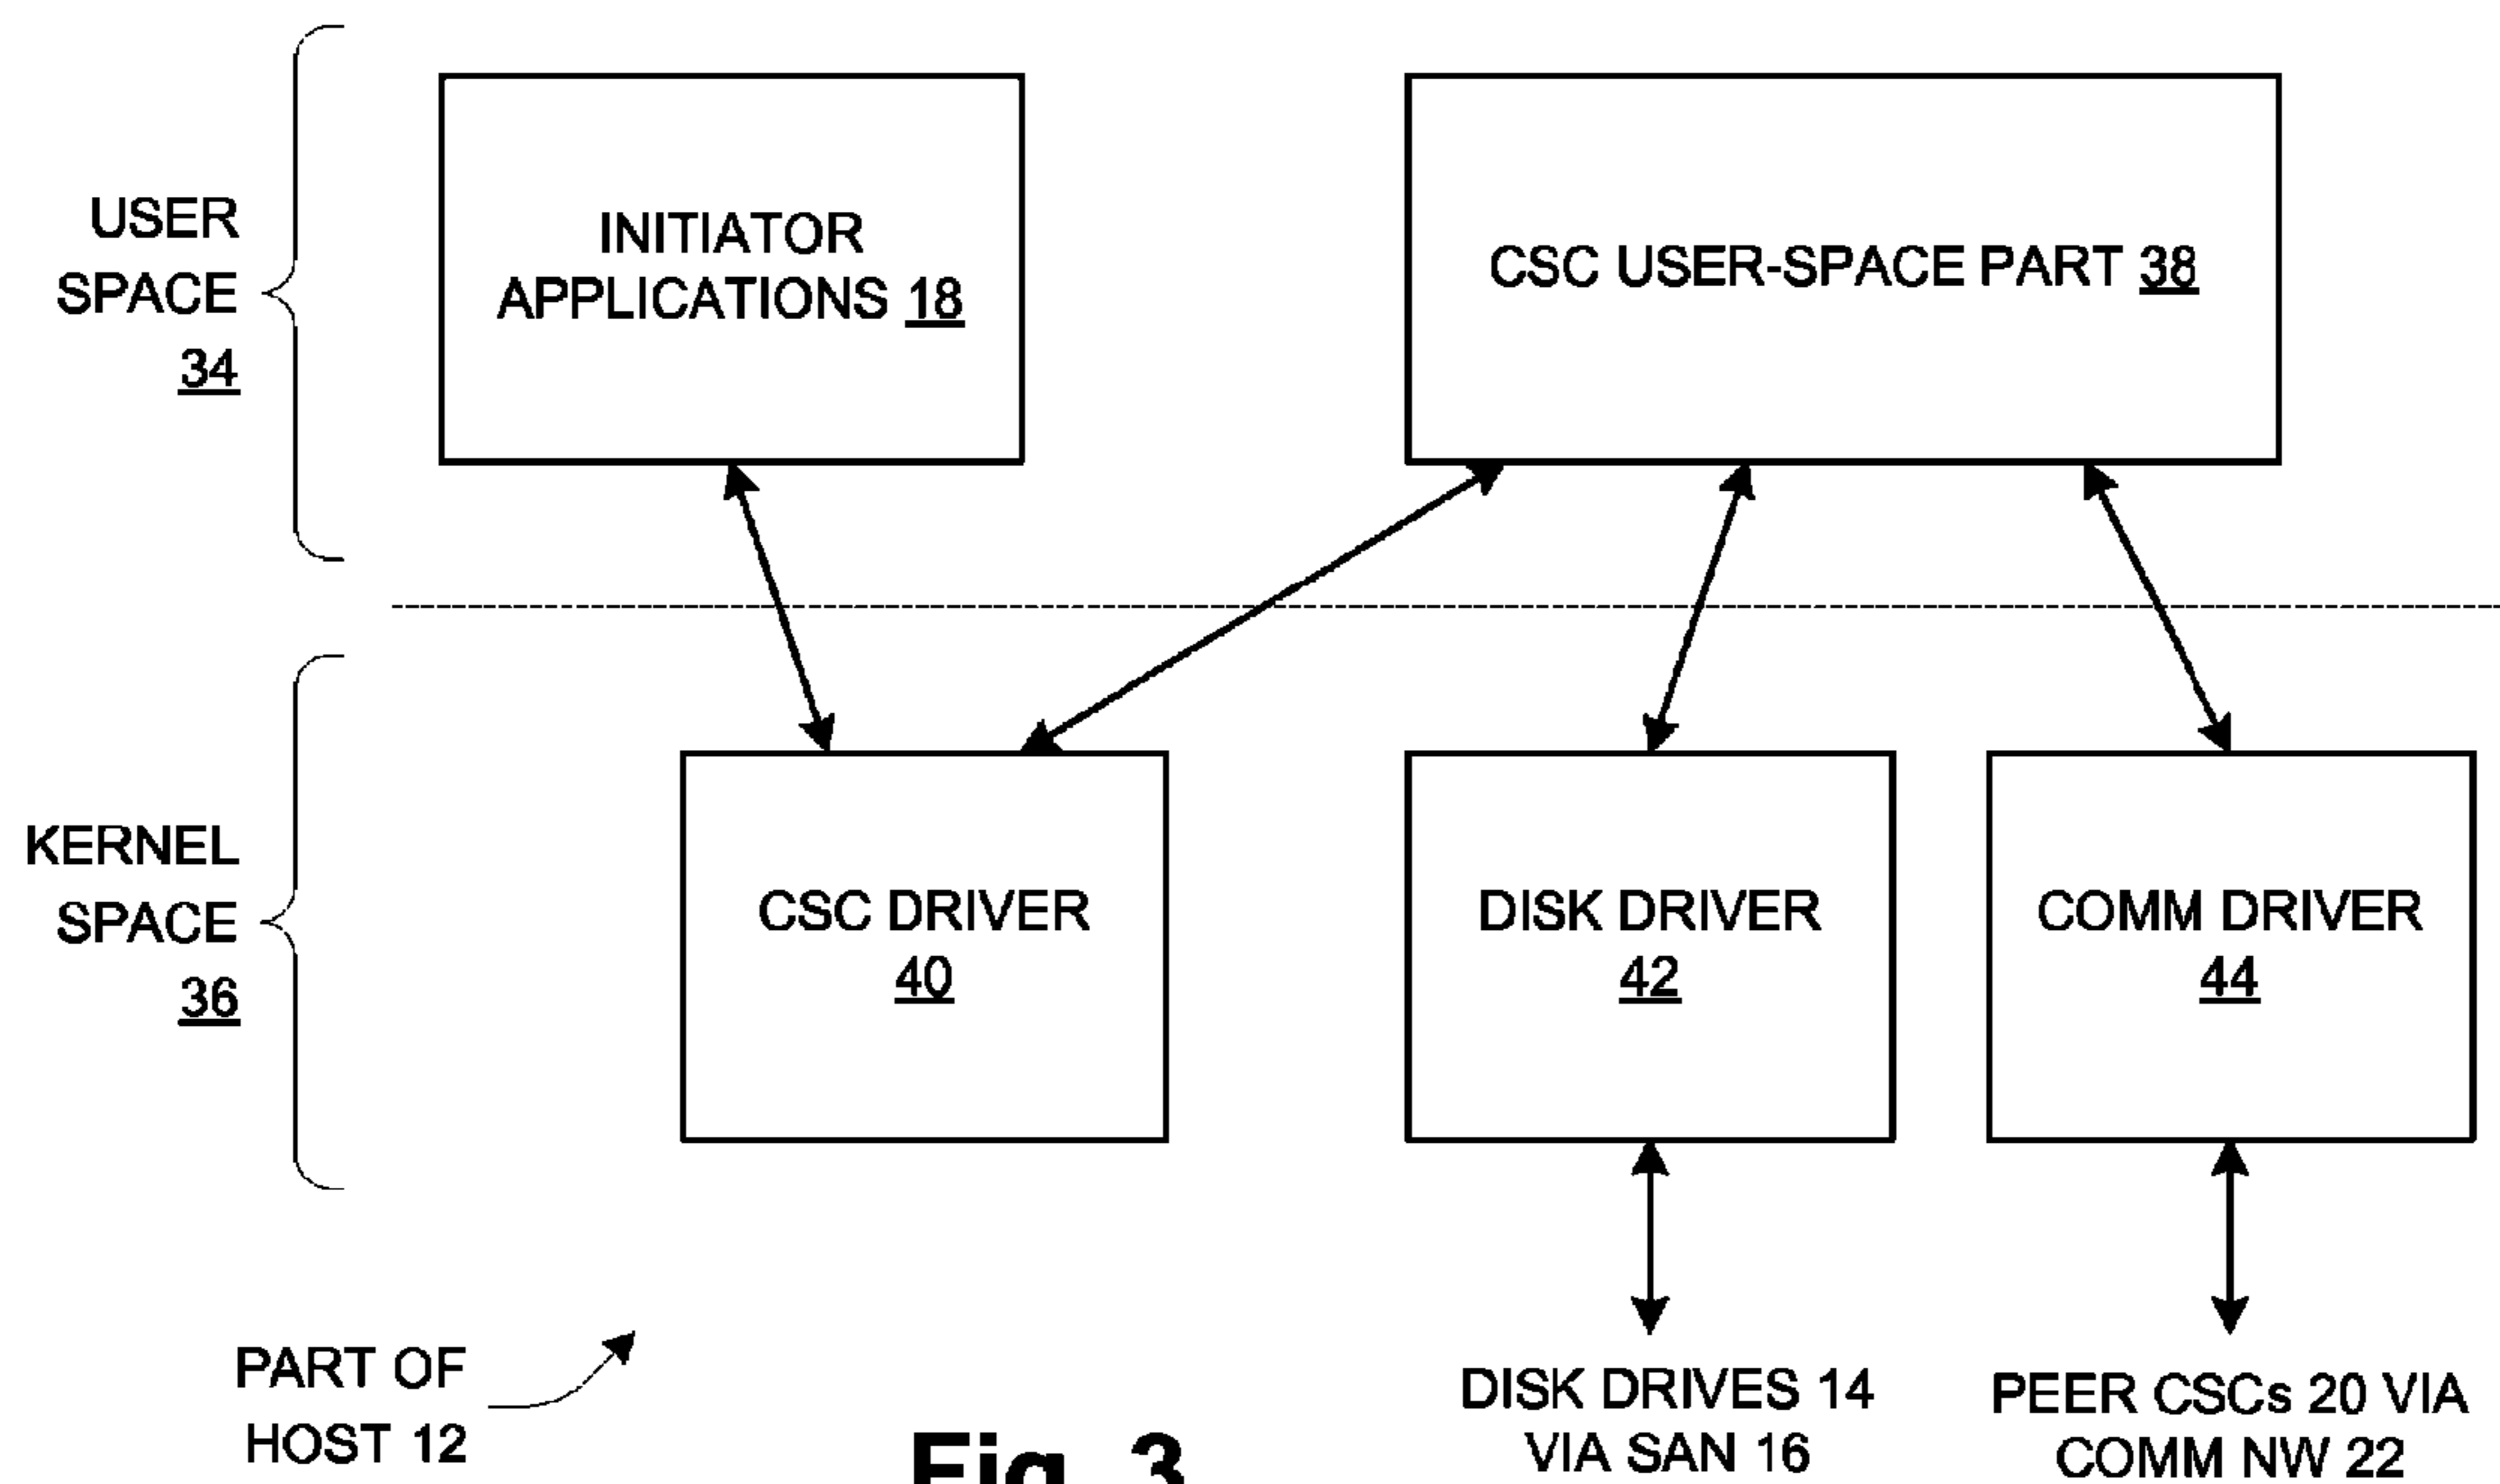 USER
SPACE
34
INITIATOR
APPLICATIONS 18
CSC USER-SPACE PART 38
KERNEL
SPACE
36
CSC DRIVER
40
DISK DRIVER
42
COMM DRIVER
44
PART OF
HOST 12
DISK DRIVES 14
VIA SAN 16
PEER CSCs 20 VIA
COMM NW 22
Fig. 3